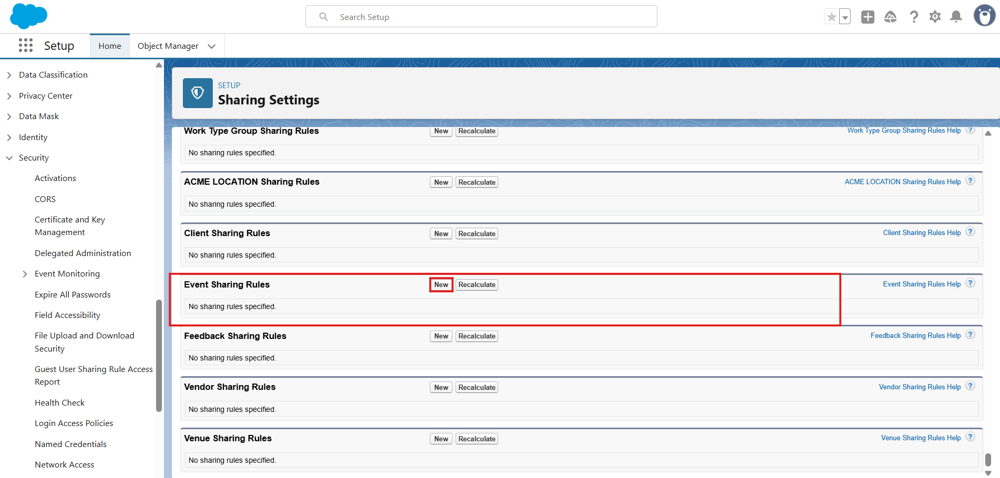 Search Setup
Setup
Home
Object Manager
Data Classification
Privacy Center
Data Mask
Identity
Security
Activations
CORS
Certificate and Key
Management
Delegated Administration
Event Monitoring
Expire All Passwords
Field Accessibility
File Upload and Download
Security
Guest User Sharing Rule Access
Report
Health Check
Login Access Policies
Named Credentials
Network Access
SETUP
Sharing Settings
Work Type Group Sharing Rules New Recalculate Work Type Group Sharing Rules Help ?
No sharing rules specified.
ACME LOCATION Sharing Rules New Recalculate ACME LOCATION Sharing Rules Help ?
No sharing rules specified.
Client Sharing Rules New Recalculate Client Sharing Rules Help ?
No sharing rules specified.
Event Sharing Rules New Recalculate Event Sharing Rules Help ?
No sharing rules specified.
Feedback Sharing Rules New Recalculate Feedback Sharing Rules Help ?
No sharing rules specified.
Vendor Sharing Rules New Recalculate Vendor Sharing Rules Help ?
No sharing rules specified.
Venue Sharing Rules New Recalculate Venue Sharing Rules Help ?
No sharing rules specified.